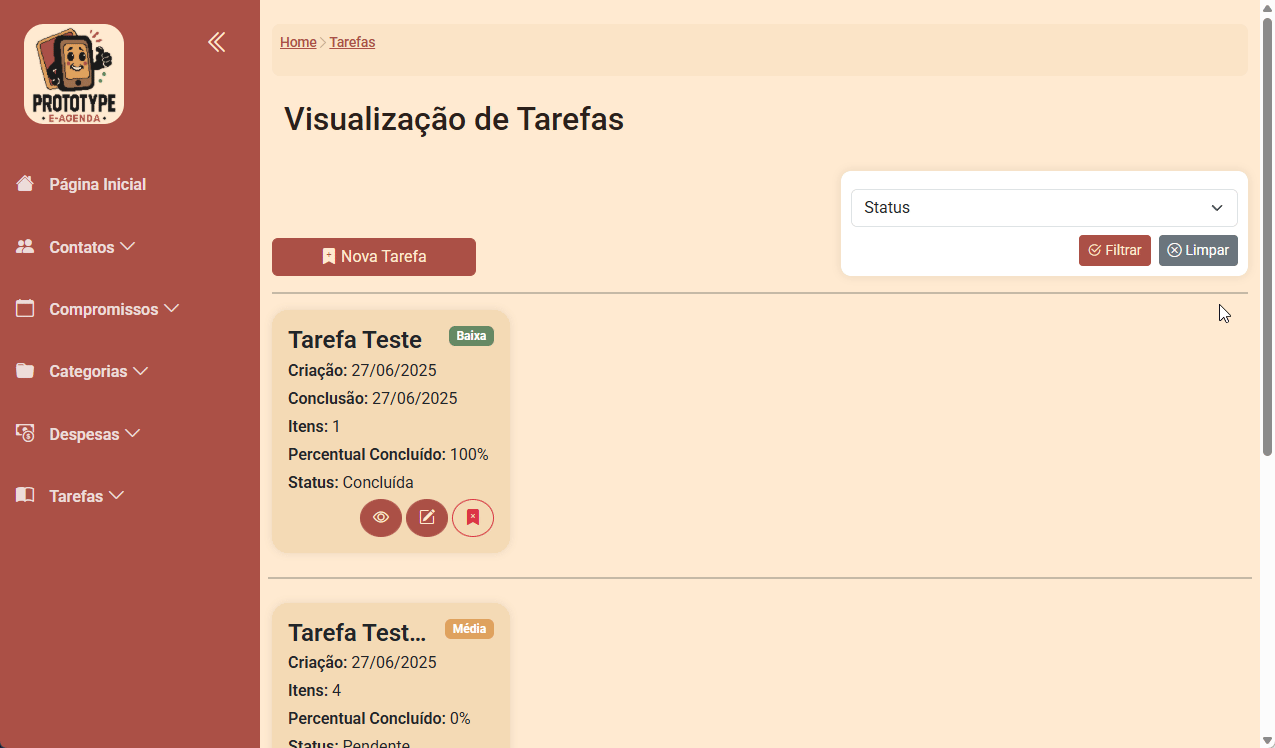 PROTOTYPE
• E-AGENDA •
Página Inicial
Contatos
Compromissos
Categorias
Despesas
Tarefas
Home > Tarefas
Visualização de Tarefas
Status
Filtrar
Limpar
Nova Tarefa
Tarefa Teste
Baixa
Criação: 27/06/2025
Conclusão: 27/06/2025
Itens: 1
Percentual Concluído: 100%
Status: Concluída
Tarefa Test...
Média
Criação: 27/06/2025
Itens: 4
Percentual Concluído: 0%
Status: Pendente